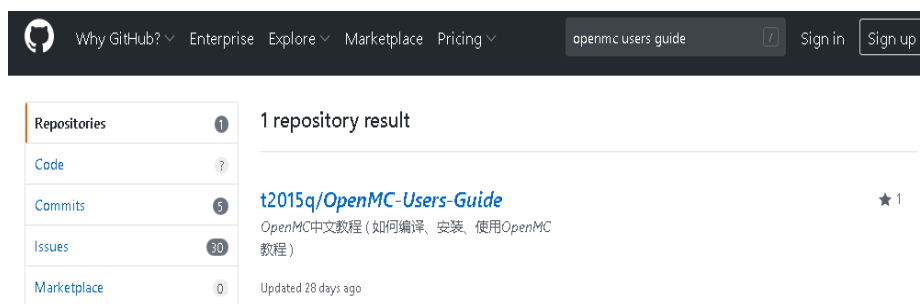 Why GitHub? Enterprise Explore Marketplace Pricing openmc users guide / Sign in Sign up
Repositories 1
1 repository result
Code ?
Commits 5
t2015q/OpenMC-Users-Guide
1
OpenMC中文教程 ( 如何编译、安装、使用OpenMC
教程 )
Issues 30
Marketplace 0
Updated 28 days ago